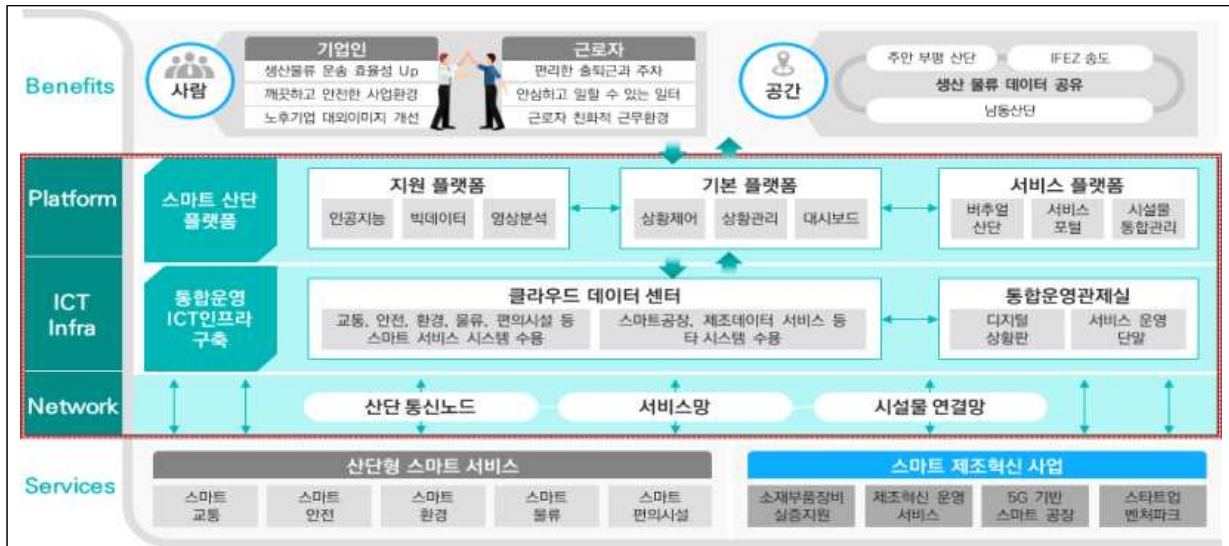 Benefits
사람
기업인
생산물류 운송 효율성 Up
깨끗하고 안전한 사업환경
노후기업 대외이미지 개선
근로자
편리한 출퇴근과 주차
안심하고 일할 수 있는 일터
근로자 친화적 근무환경
공간
주안 부평 산단
IFEZ 송도
생산 물류 데이터 공유
남동산단
Platform
스마트 산단
플랫폼
지원 플랫폼
인공지능
빅데이터
영상분석
기본 플랫폼
상황제어
상황관리
대시보드
서비스 플랫폼
버추얼
산단
서비스
포털
시설물
통합관리
ICT
Infra
통합운영
ICT인프라
구축
클라우드 데이터 센터
교통, 안전, 환경, 물류, 편의시설 등
스마트 서비스 시스템 수용
스마트공장, 제조데이터 서비스 등
타 시스템 수용
통합운영관제실
디지털
상황판
서비스 운영
단말
Network
산단 통신노드
서비스망
시설물 연결망
Services
산단형 스마트 서비스
스마트
교통
스마트
안전
스마트
환경
스마트
물류
스마트
편의시설
스마트 제조혁신 사업
소재부품장비
실증지원
제조혁신 운영
서비스
5G 기반
스마트 공장
스타트업
벤처파크